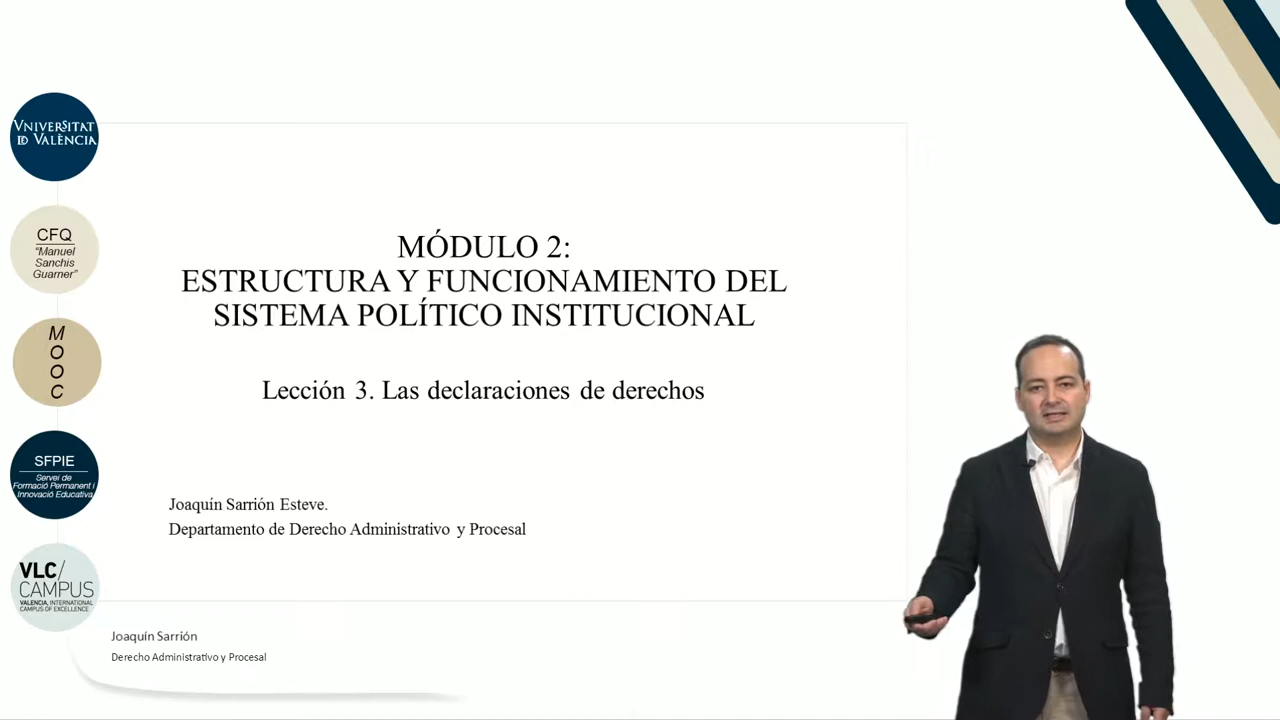 VNIVERSITAT
ID VALÈNCIA
CFQ
"Manuel
Sanchis
Guarner"
M
O
O
C
SFPIE
Servei de
Formació Permanent i
Innovació Educativa
VLC/
CAMPUS
VALENCIA, INTERNATIONAL
CAMPUS OF EXCELLENCE
MÓDULO 2:
ESTRUCTURA Y FUNCIONAMIENTO DEL
SISTEMA POLÍTICO INSTITUCIONAL
Lección 3. Las declaraciones de derechos
Joaquín Sarrión Esteve.
Departamento de Derecho Administrativo y Procesal
Joaquín Sarrión
Derecho Administrativo y Procesal